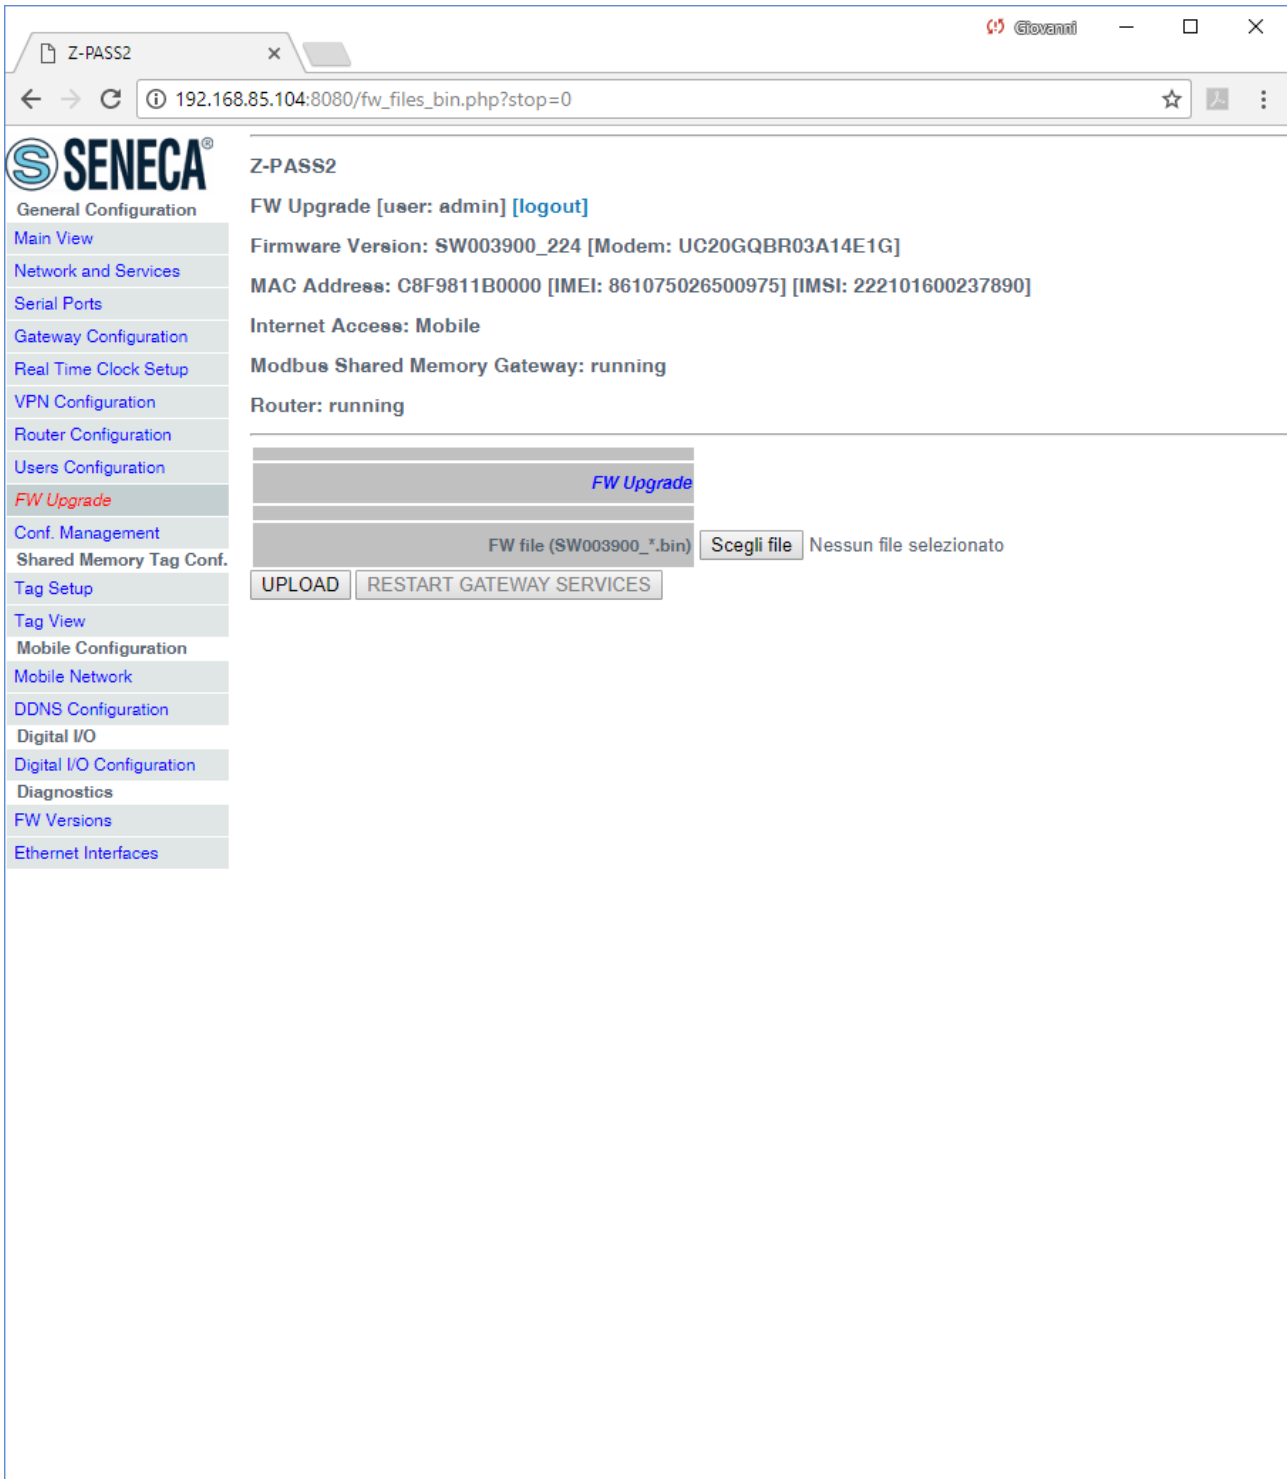 Giovanni
Z-PASS2
192.168.85.104:8080/fw_files_bin.php?stop=0
SENECA®
General Configuration
Main View
Network and Services
Serial Ports
Gateway Configuration
Real Time Clock Setup
VPN Configuration
Router Configuration
Users Configuration
FW Upgrade
Conf. Management
Shared Memory Tag Conf.
Tag Setup
Tag View
Mobile Configuration
Mobile Network
DDNS Configuration
Digital I/O
Digital I/O Configuration
Diagnostics
FW Versions
Ethernet Interfaces
Z-PASS2
FW Upgrade [user: admin] [logout]
Firmware Version: SW003900_224 [Modem: UC20GQBR03A14E1G]
MAC Address: C8F9811B0000 [IMEI: 861075026500975] [IMSI: 222101600237890]
Internet Access: Mobile
Modbus Shared Memory Gateway: running
Router: running
FW Upgrade
FW file (SW003900_*.bin) Scegli file Nessun file selezionato
UPLOAD RESTART GATEWAY SERVICES